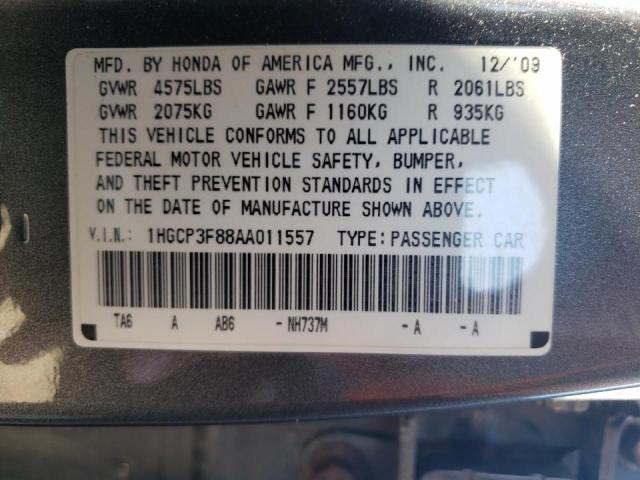 MFD. BY HONDA OF AMERICA MFG., INC. 12/'09
GVWR 4575LBS GAWR F 2557LBS R 2061LBS
GVWR 2075KG GAWR F 1160KG R 935KG
THIS VEHICLE CONFORMS TO ALL APPLICABLE
FEDERAL MOTOR VEHICLE SAFETY, BUMPER,
AND THEFT PREVENTION STANDARDS IN EFFECT
ON THE DATE OF MANUFACTURE SHOWN ABOVE.
V.I.N.: 1HGCP3F88AA011557 TYPE: PASSENGER CAR
TA6 A AB6 - NH737M - A - A